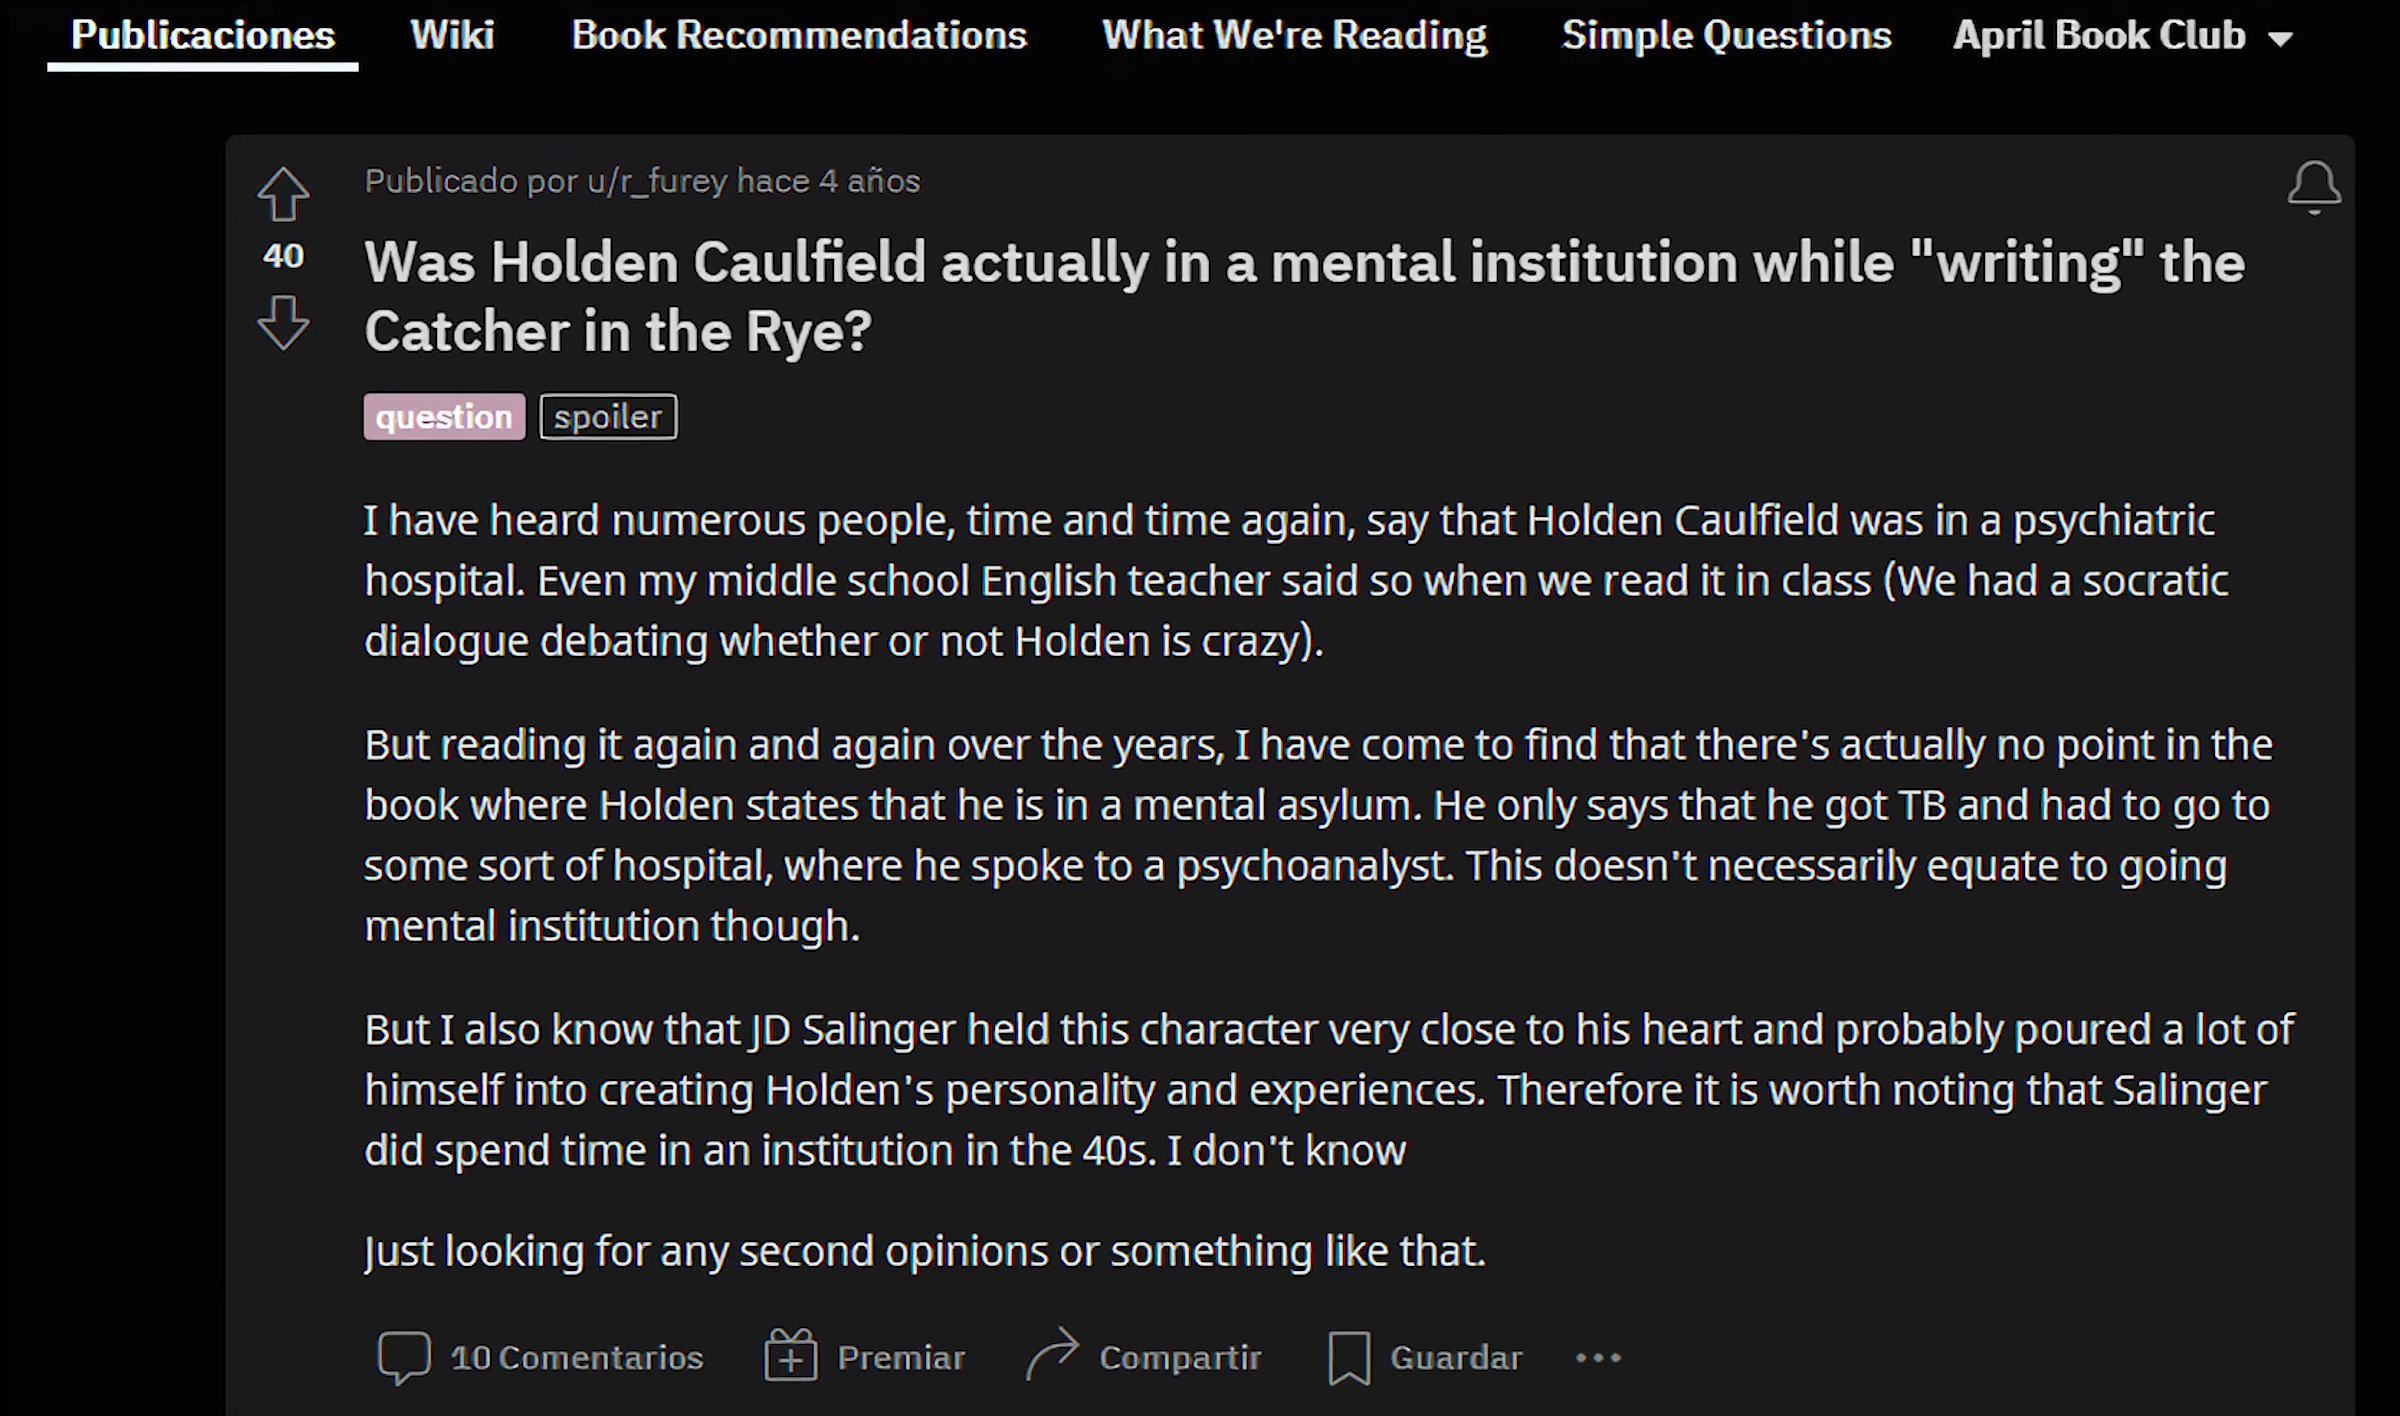 Publicaciones Wiki Book Recommendations What We're Reading Simple Questions April Book Club
Publicado por u/r_furey hace 4 años
40
Was Holden Caulfield actually in a mental institution while "writing" the
Catcher in the Rye?
question spoiler
I have heard numerous people, time and time again, say that Holden Caulfield was in a psychiatric
hospital. Even my middle school English teacher said so when we read it in class (We had a socratic
dialogue debating whether or not Holden is crazy).
But reading it again and again over the years, I have come to find that there's actually no point in the
book where Holden states that he is in a mental asylum. He only says that he got TB and had to go to
some sort of hospital, where he spoke to a psychoanalyst. This doesn't necessarily equate to going
mental institution though.
But I also know that JD Salinger held this character very close to his heart and probably poured a lot of
himself into creating Holden's personality and experiences. Therefore it is worth noting that Salinger
did spend time in an institution in the 40s. I don't know
Just looking for any second opinions or something like that.
10 Comentarios Premiar Compartir Guardar